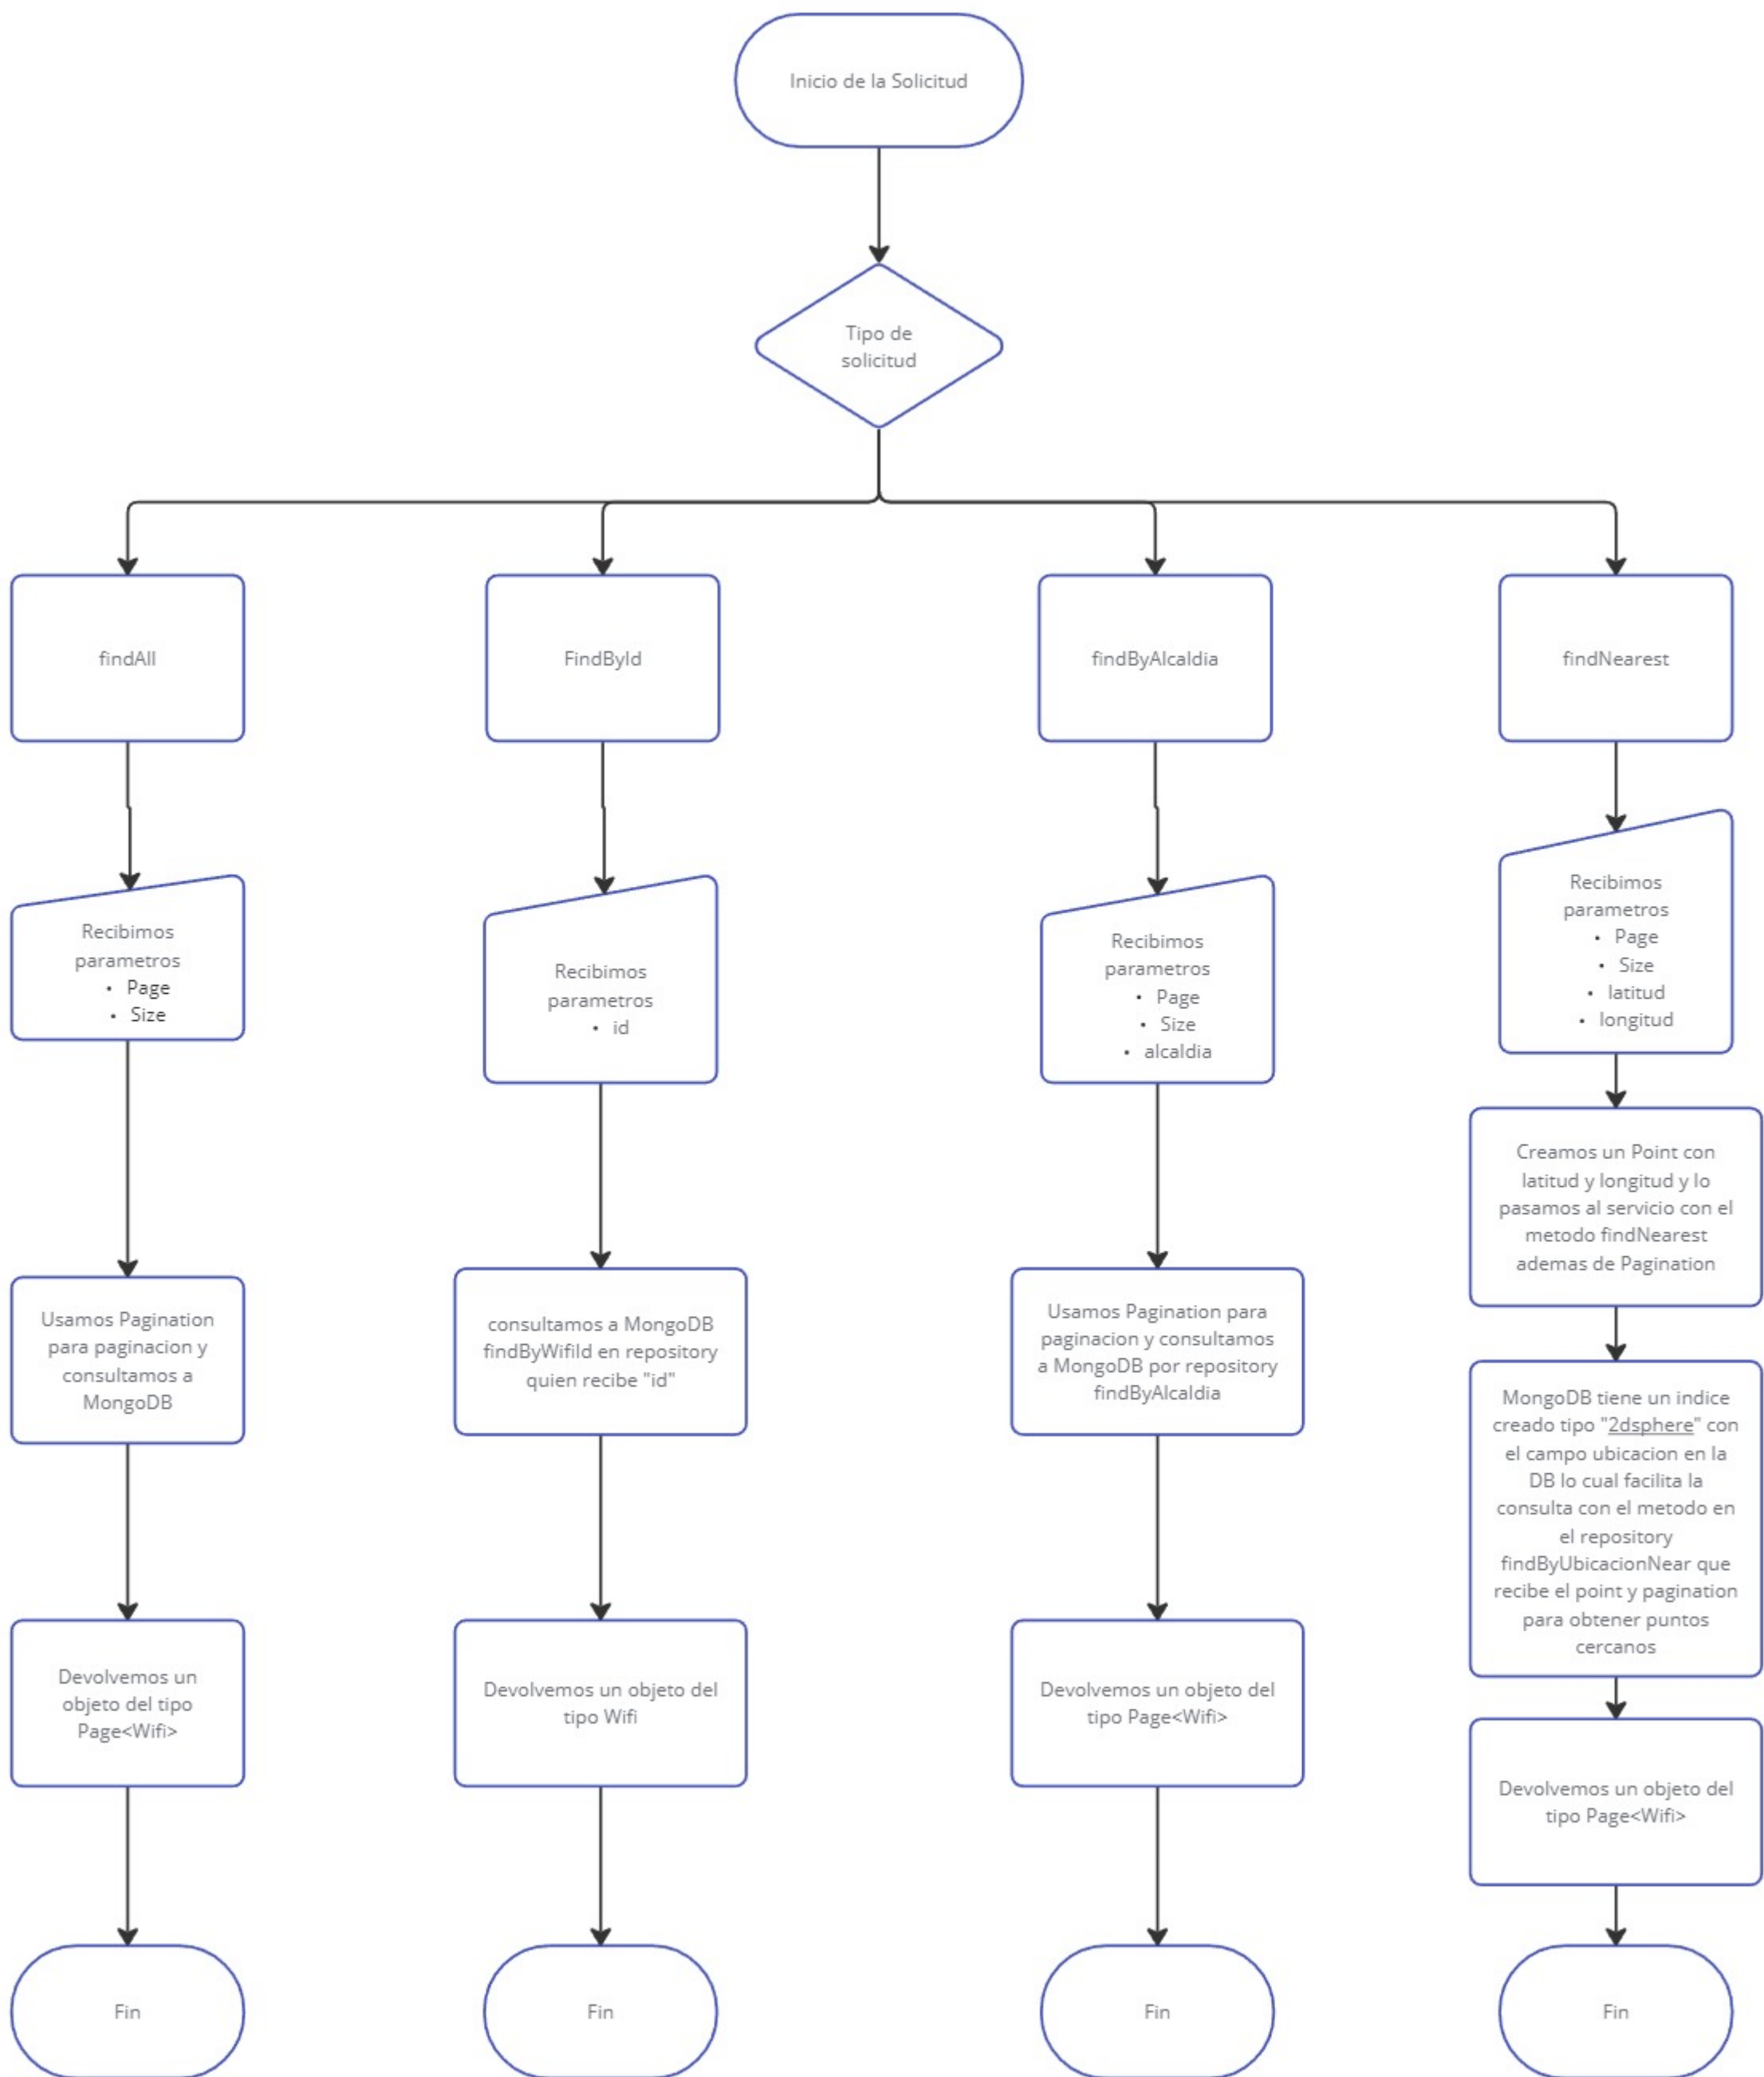 Inicio de la Solicitud
Tipo de
solicitud
findAll
FindById
findByAlcaldia
findNearest
Recibimos
parametros
• Page
• Size
Recibimos
parametros
• id
Recibimos
parametros
• Page
• Size
• alcaldia
Recibimos
parametros
• Page
• Size
• latitud
• longitud
Creamos un Point con
latitud y longitud y lo
pasamos al servicio con el
metodo findNearest
ademas de Pagination
Usamos Pagination
para paginacion y
consultamos a
MongoDB
consultamos a MongoDB
findByWifiId en repository
quien recibe "id"
Usamos Pagination para
paginacion y consultamos
a MongoDB por repository
findByAlcaldia
MongoDB tiene un indice
creado tipo "2dsphere" con
el campo ubicacion en la
DB lo cual facilita la
consulta con el metodo en
el repository
findByUbicacionNear que
recibe el point y pagination
para obtener puntos
cercanos
Devolvemos un
objeto del tipo
Page<Wifi>
Devolvemos un objeto del
tipo Wifi
Devolvemos un objeto del
tipo Page<Wifi>
Devolvemos un objeto del
tipo Page<Wifi>
Fin
Fin
Fin
Fin